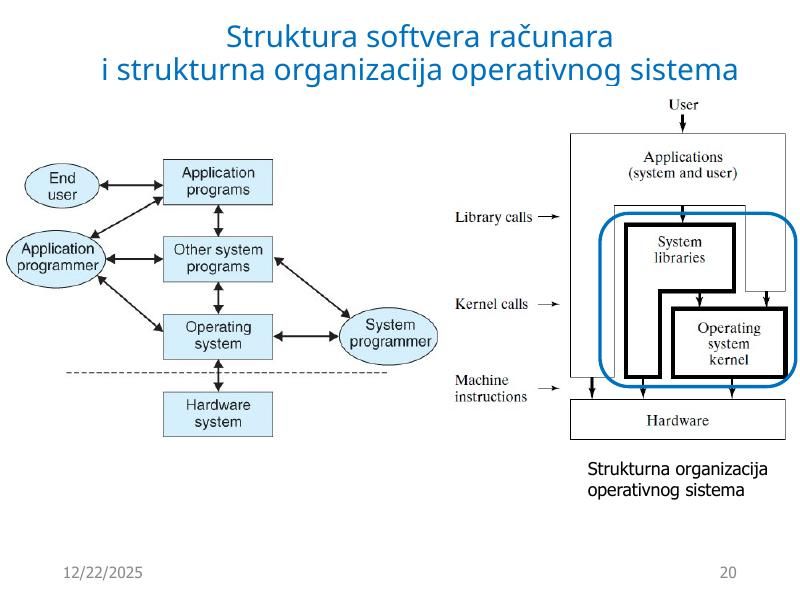 Struktura softvera računara
i strukturna organizacija operativnog sistema
End
user
Application
programmer
Application
programs
Other system
programs
Operating
system
Hardware
system
System
programmer
User
Applications
(system and user)
Library calls
System
libraries
Kernel calls
Operating
system
kernel
Machine
instructions
Hardware
Strukturna organizacija
operativnog sistema
12/22/2025
20